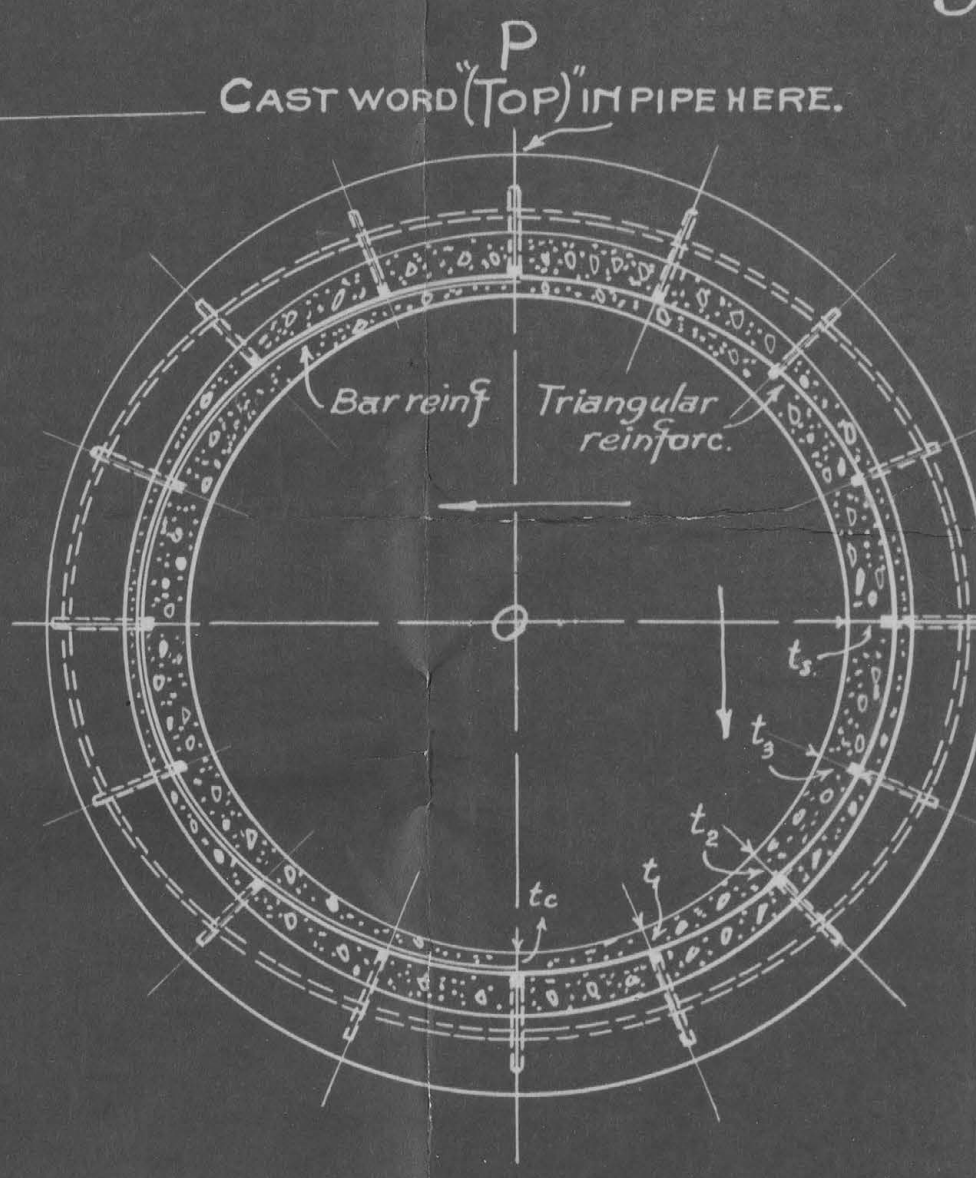 P
CAST WORD "(TOP)" IN PIPE HERE.
Bar reinf̣g
Triangular
reinforc.
O
ts.
t3
t2
t1
tc